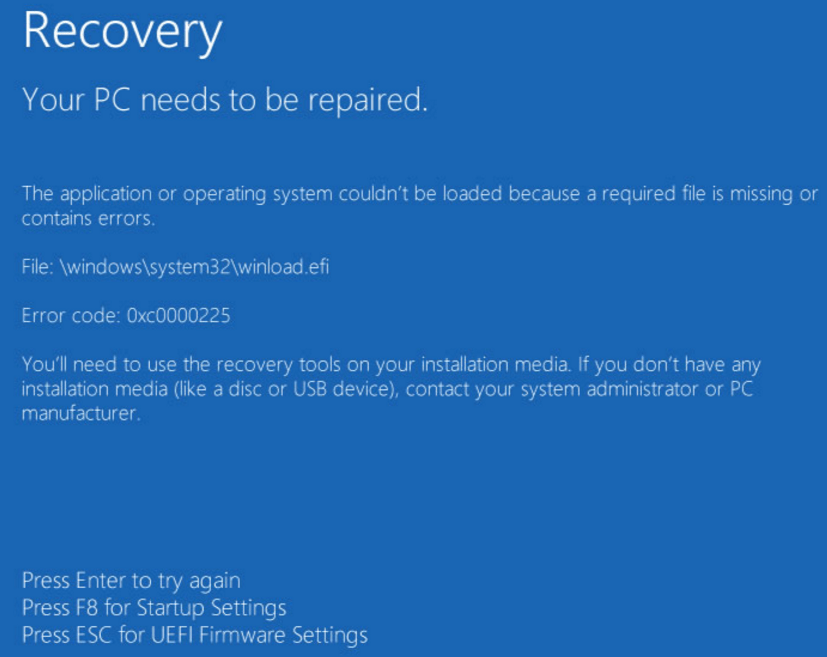 Recovery
Your PC needs to be repaired.
The application or operating system couldn't be loaded because a required file is missing or
contains errors.
File: \windows\system32\winload.efi
Error code: 0xc0000225
You'll need to use the recovery tools on your installation media. If you don't have any
installation media (like a disc or USB device), contact your system administrator or PC
manufacturer.
Press Enter to try again
Press F8 for Startup Settings
Press ESC for UEFI Firmware Settings